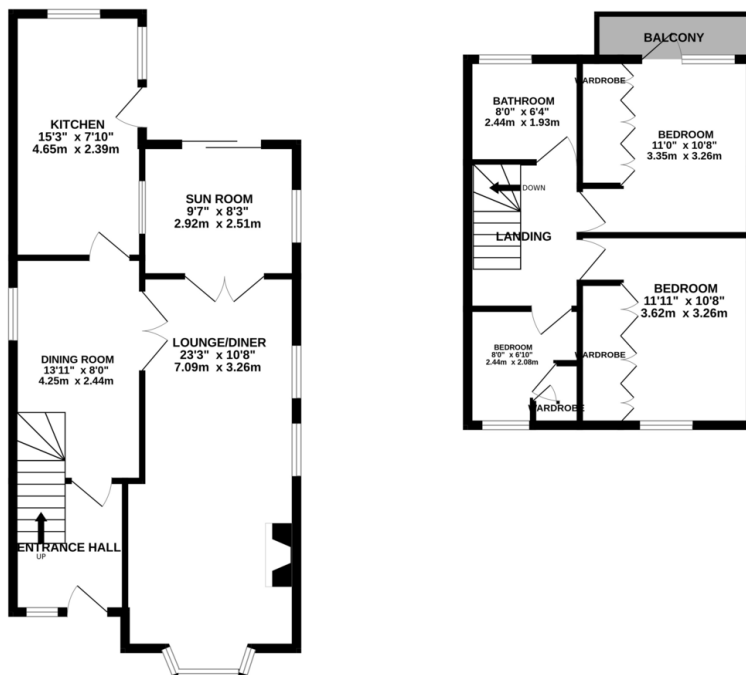 KITCHEN
15'3" x 7'10"
4.65m x 2.39m
SUN ROOM
9'7" x 8'3"
2.92m x 2.51m
LOUNGE/DINER
23'3" x 10'8"
7.09m x 3.26m
DINING ROOM
13'11" x 8'0"
4.25m x 2.44m
ENTRANCE HALL
UP
BALCONY
WARDROBE
BATHROOM
8'0" x 6'4"
2.44m x 1.93m
BEDROOM
11'0" x 10'8"
3.35m x 3.26m
DOWN
LANDING
BEDROOM
11'11" x 10'8"
3.62m x 3.26m
BEDROOM
8'0" x 6'10"
2.44m x 2.08m
WARDROBE
WARDROBE